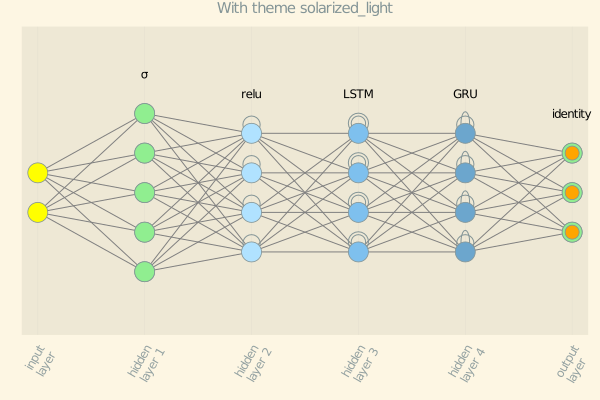 With theme solarized_light
σ
relu
LSTM
GRU
identity
input
layer
hidden
layer 1
hidden
layer 2
hidden
layer 3
hidden
layer 4
output
layer